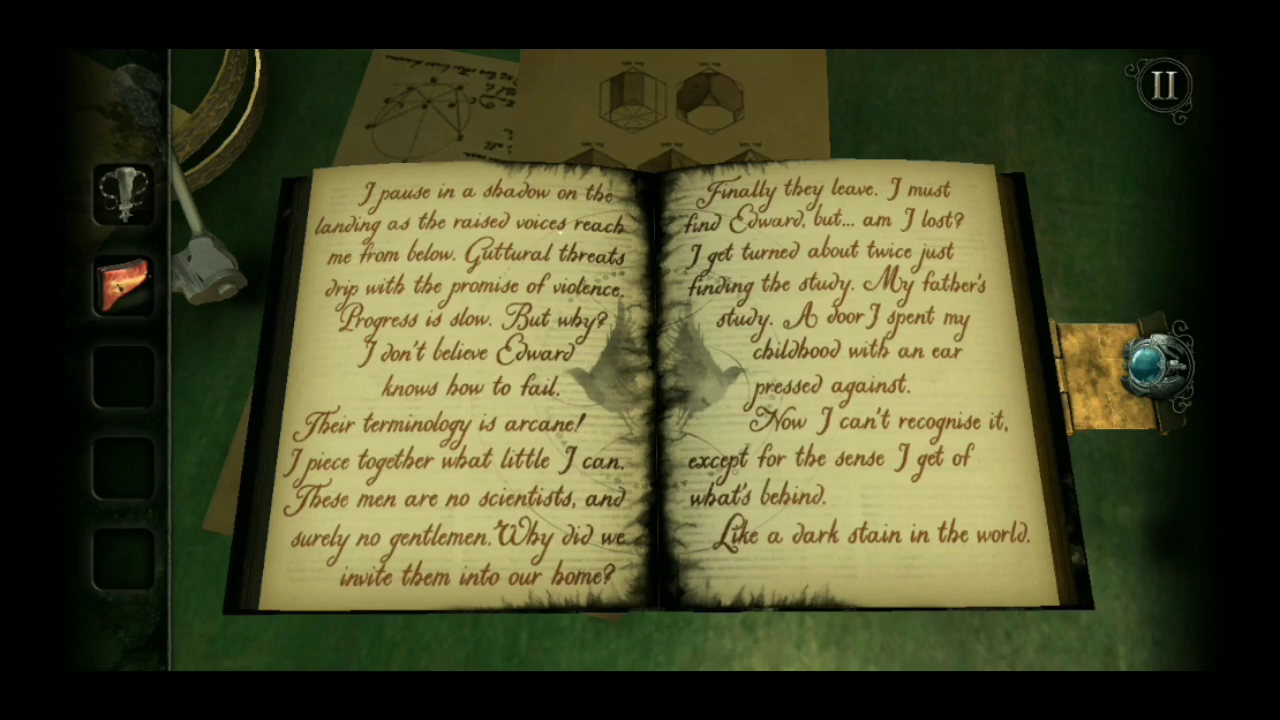 I pause in a shadow on the
landing as the raised voices reach
me from below. Guttural threats
drip with the promise of violence.
Progress is slow. But why?
I don't believe Edward
knows how to fail.
Their terminology is arcane!
I piece together what little I can.
These men are no scientists, and
surely no gentlemen. Why did we
invite them into our home?
Finally they leave. I must
find Edward, but... am I lost?
I get turned about twice just
finding the study. My father's
study. A door I spent my
childhood with an ear
pressed against.
Now I can't recognise it,
except for the sense I get of
what's behind.
Like a dark stain in the world.
II